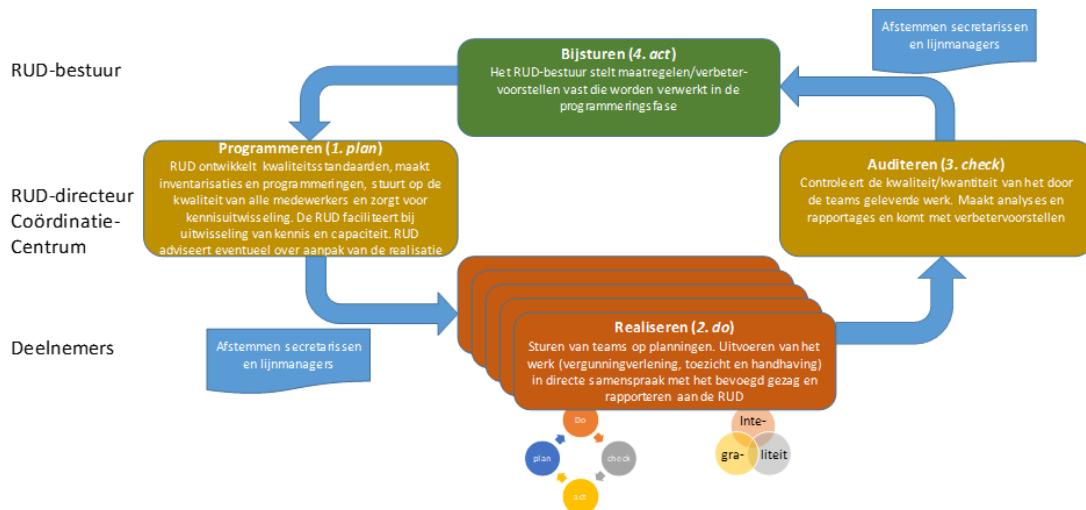 Afstemmen secretarissen
en lijnmanagers
RUD-bestuur
Bijsturen (4. act)
Het RUD-bestuur stelt maatregelen/verbeter-
voorstellen vast die worden verwerkt in de
programmeringsfase
RUD-directeur
Coördinatie-
Centrum
Programmeren (1. plan)
RUD ontwikkelt kwaliteitsstandaarden, maakt
inventarisaties en programmeringen, stuurt op de
kwaliteit van alle medewerkers en zorgt voor
kennisuitwisseling. De RUD faciliteert bij
uitwisseling van kennis en capaciteit. RUD
adviseert eventueel over aanpak van de realisatie
Auditeren (3. check)
Controleert de kwaliteit/kwantiteit van het door
de teams geleverde werk. Maakt analyses en
rapportages en komt met verbetervoorstellen
Deelnemers
Afstemmen secretarissen
en lijnmanagers
Realiseren (2. do)
Sturen van teams op planningen. Uitvoeren van het
werk (vergunningverlening, toezicht en handhaving)
in directe samenspraak met het bevoegd gezag en
rapporteren aan de RUD
Do
plan
check
act
Inte-
gra-
liteit